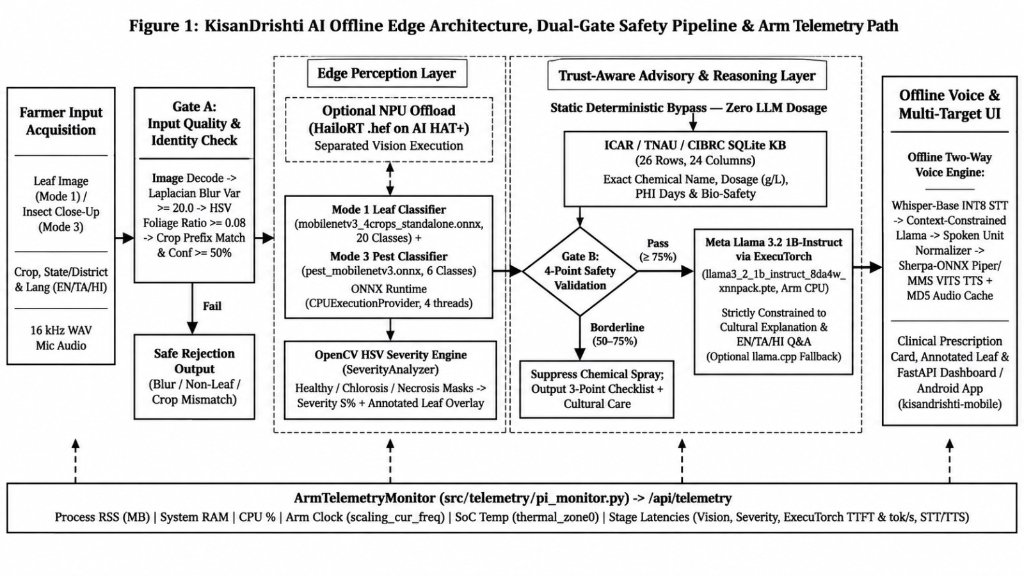 Figure 1: KisanDrishti AI Offline Edge Architecture, Dual-Gate Safety Pipeline & Arm Telemetry Path
Farmer Input
Acquisition
Leaf Image
(Mode 1) /
Insect Close-Up
(Mode 3)
Crop, State/District
& Lang (EN/TA/HI)
16 kHz WAV
Mic Audio
Gate A:
Input Quality &
Identity Check
Image Decode ->
Laplacian Blur Var
>= 20.0 -> HSV
Foliage Ratio >= 0.08
-> Crop Prefix Match
& Conf >= 50%
Fail
Safe Rejection
Output
(Blur / Non-Leaf /
Crop Mismatch)
Edge Perception Layer
Optional NPU Offload
(HailoRT .hef on AI HAT+)
Separated Vision Execution
Mode 1 Leaf Classifier
(mobilenetv3_4crops_standalone.onnx,
20 Classes) +
Mode 3 Pest Classifier
(pest_mobilenetv3.onnx, 6 Classes)
ONNX Runtime
(CPUExecutionProvider, 4 threads)
OpenCV HSV Severity Engine
(SeverityAnalyzer)
Healthy / Chlorosis / Necrosis Masks ->
Severity S% + Annotated Leaf Overlay
Trust-Aware Advisory & Reasoning Layer
Static Deterministic Bypass — Zero LLM Dosage
ICAR / TNAU / CIBRC SQLite KB
(26 Rows, 24 Columns)
Exact Chemical Name, Dosage (g/L),
PHI Days & Bio-Safety
Gate B:
4-Point Safety
Validation
Pass
(≥ 75%)
Borderline
(50–75%)
Suppress Chemical Spray;
Output 3-Point Checklist +
Cultural Care
Meta Llama 3.2 1B-Instruct
via ExecuTorch
(llama3_2_1b_instruct_8da4w_
xnnpack.pte, Arm CPU)
Strictly Constrained to
Cultural Explanation &
EN/TA/HI Q&A
(Optional llama.cpp Fallback)
Offline Voice &
Multi-Target UI
Offline Two-Way
Voice Engine:
Whisper-Base INT8 STT
-> Context-Constrained
Llama -> Spoken Unit
Normalizer ->
Sherpa-ONNX Piper/
MMS VITS TTS +
MD5 Audio Cache
Clinical Prescription
Card, Annotated Leaf &
FastAPI Dashboard /
Android App
(kisandrishti-mobile)
ArmTelemetryMonitor (src/telemetry/pi_monitor.py) -> /api/telemetry
Process RSS (MB) | System RAM | CPU % | Arm Clock (scaling_cur_freq) | SoC Temp (thermal_zone0) | Stage Latencies (Vision, Severity, ExecuTorch TTFT & tok/s, STT/TTS)